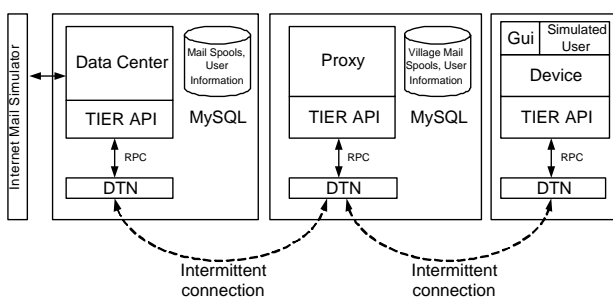 Internet Mail Simulator
Data Center
TIER API
RPC
DTN
Mail Spools,
User
Information
MySQL
Proxy
TIER API
RPC
DTN
Village Mail
Spools, User
Information
MySQL
Gui
Simulated
User
Device
TIER API
RPC
DTN
Intermittent
connection
Intermittent
connection